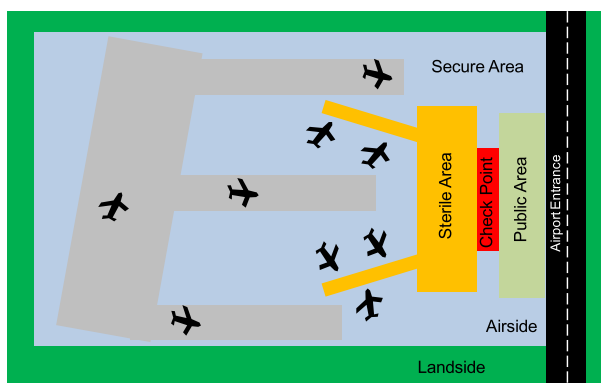 Secure Area
Sterile Area
Check Point
Public Area
Airport Entrance
Airside
Landside